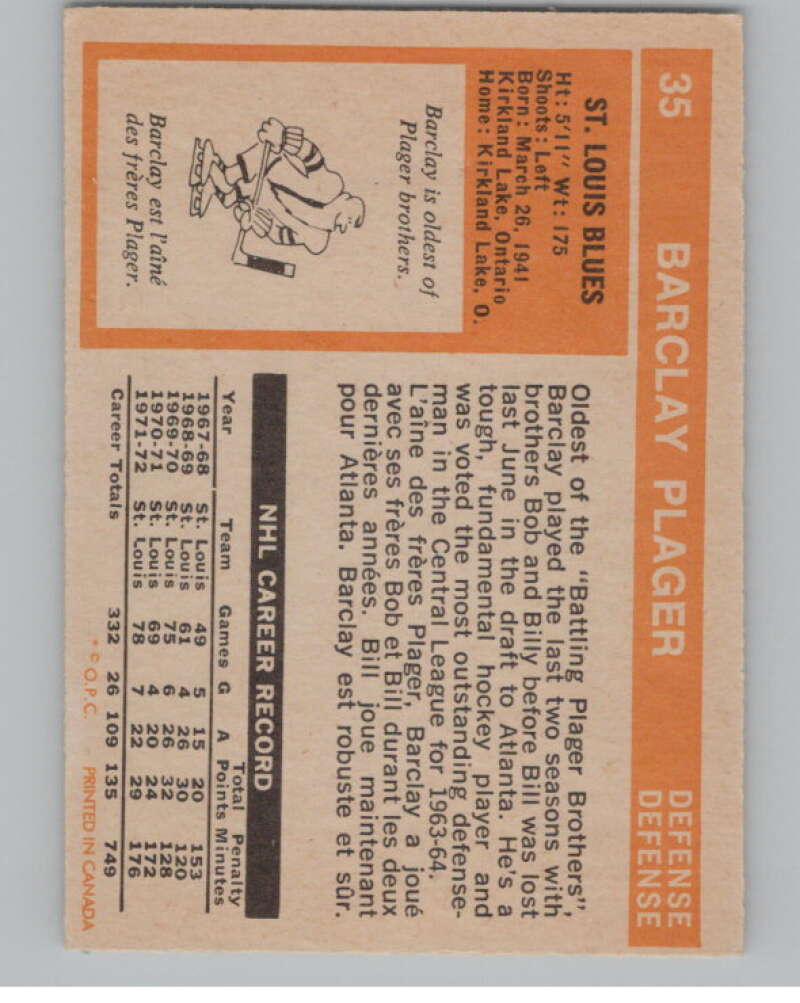 35 BARCLAY PLAGER DEFENSE
DEFENSE
ST. LOUIS BLUES
Ht: 5'11" Wt: 175
Shoots: Left
Born: March 26, 1941
Kirkland Lake, Ontario
Home: Kirkland Lake, O.
Barclay is oldest of
Plager brothers.
Barclay est l'aîné
des frères Plager.
Oldest of the "Battling Plager Brothers",
Barclay played the last two seasons with
brothers Bob and Billy before Bill was lost
last June in the draft to Atlanta. He's a
tough, fundamental hockey player and
was voted the most outstanding defense-
man in the Central League for 1963-64.
L'aîne des frères Plager, Barclay a joué
avec ses frères Bob et Bill durant les deux
dernières années. Bill joue maintenant
pour Atlanta. Barclay est robuste et sûr.
NHL CAREER RECORD
Total Penalty
Year Team Games G A Points Minutes
1967-68 St. Louis 49 5 15 20 153
1968-69 St. Louis 61 4 26 30 120
1969-70 St. Louis 75 6 26 32 128
1970-71 St. Louis 69 4 20 24 172
1971-72 St. Louis 78 7 22 29 176
Career Totals 332 26 109 135 749
* © O.P.C. PRINTED IN CANADA